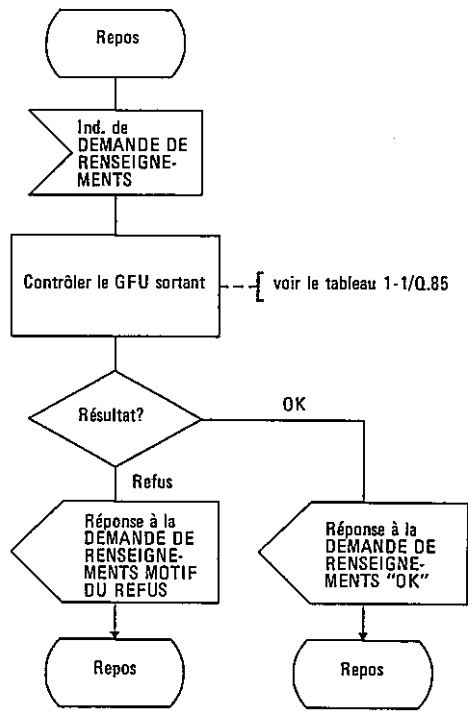 Repos
Ind. de
DEMANDE DE
RENSEIGNE-
MENTS
Contrôler le GFU sortant
voir le tableau 1-1/Q.85
Résultat?
OK
Refus
Réponse à la
DEMANDE DE
RENSEIGNE-
MENTS MOTIF
DU REFUS
Réponse à la
DEMANDE DE
RENSEIGNE-
MENTS "OK"
Repos
Repos